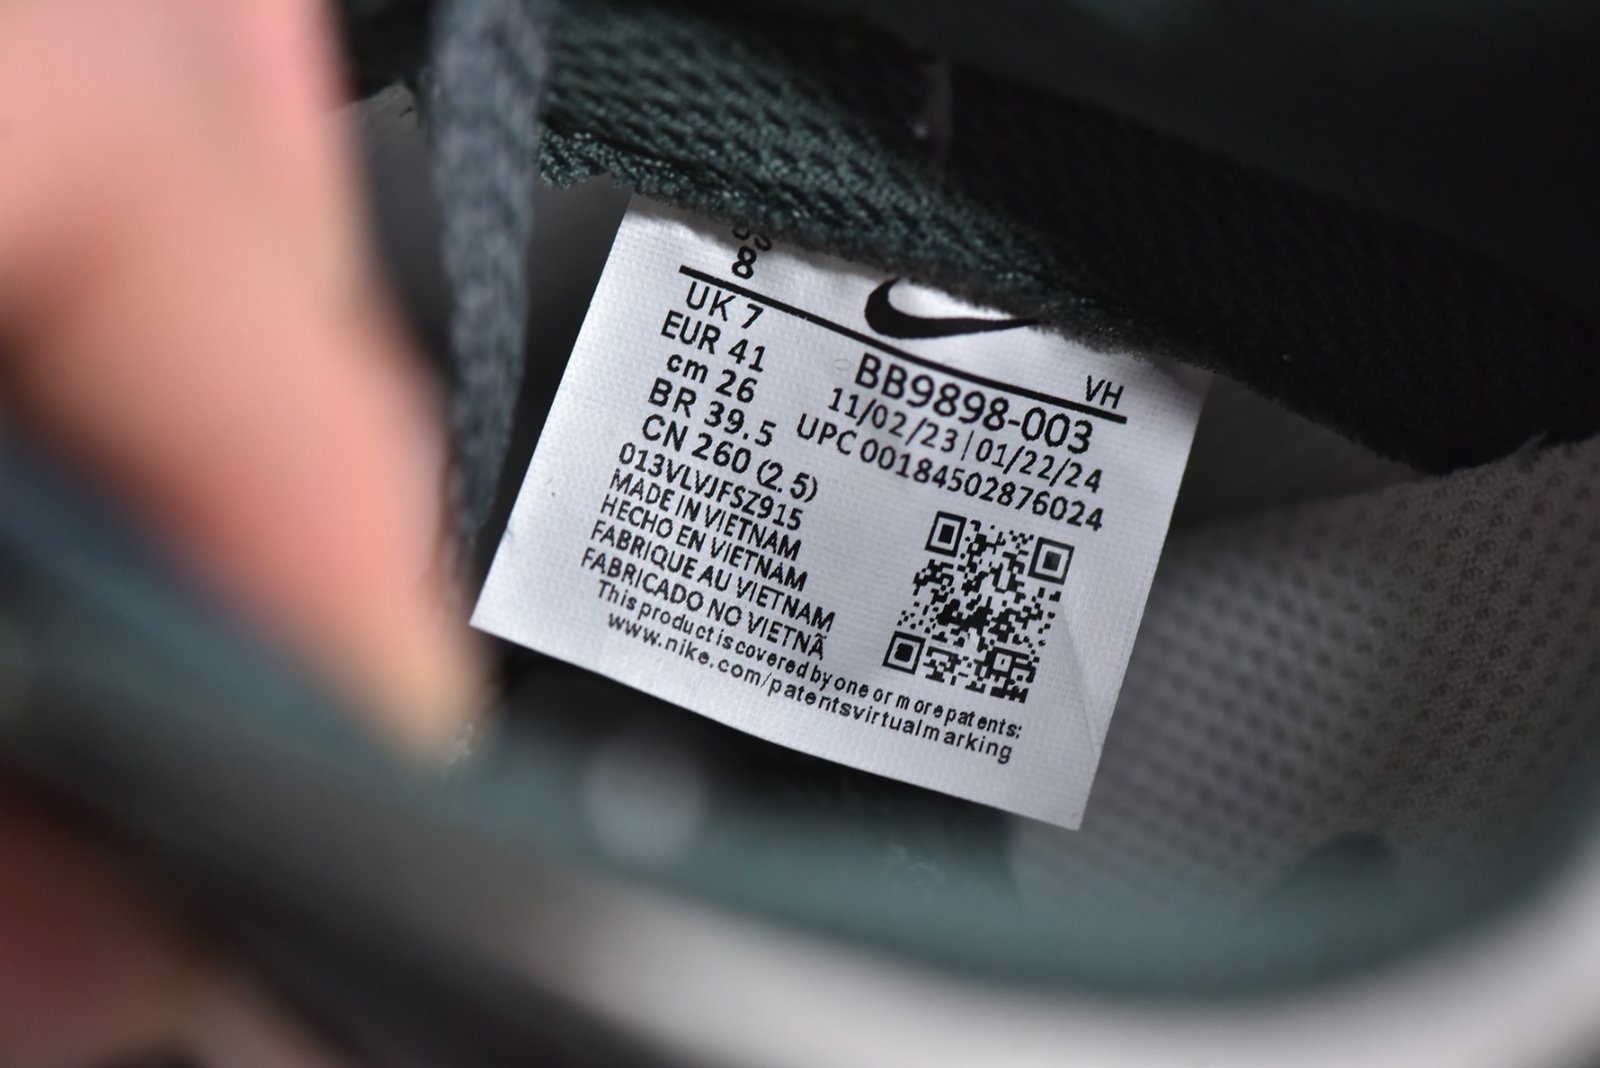 US
8
UK 7
EUR 41
cm 26
BR 39.5
CN 260 (2.5)
013VLVJFSZ915
MADE IN VIETNAM
HECHO EN VIETNAM
FABRIQUE AU VIETNAM
FABRICADO NO VIETNÃ
This product is covered by one or more patents:
www.nike.com/patentsvirtualmarking
VH
BB9898-003
11/02/23 | 01/22/24
UPC 00184502876024